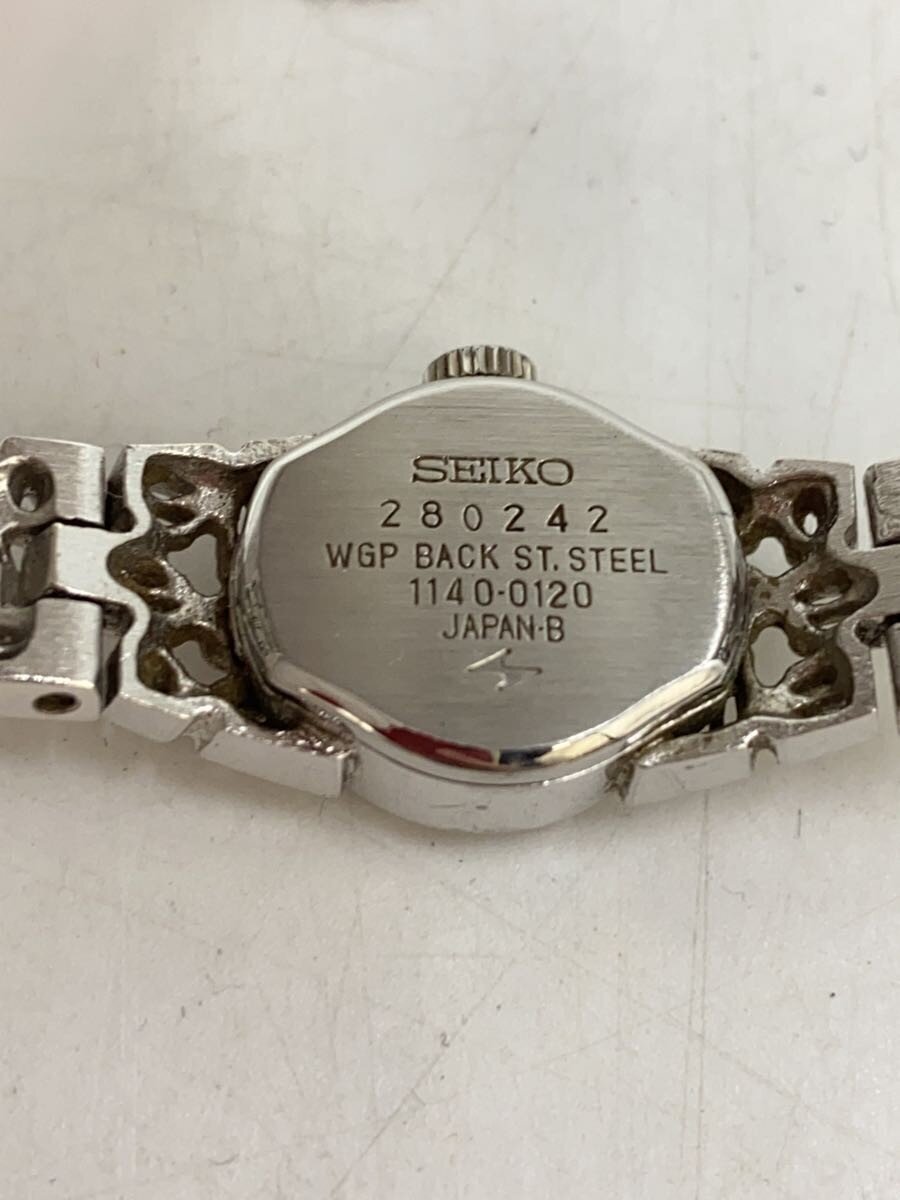 SEIKO
280242
WGP BACK ST. STEEL
1140-0120
JAPAN-B